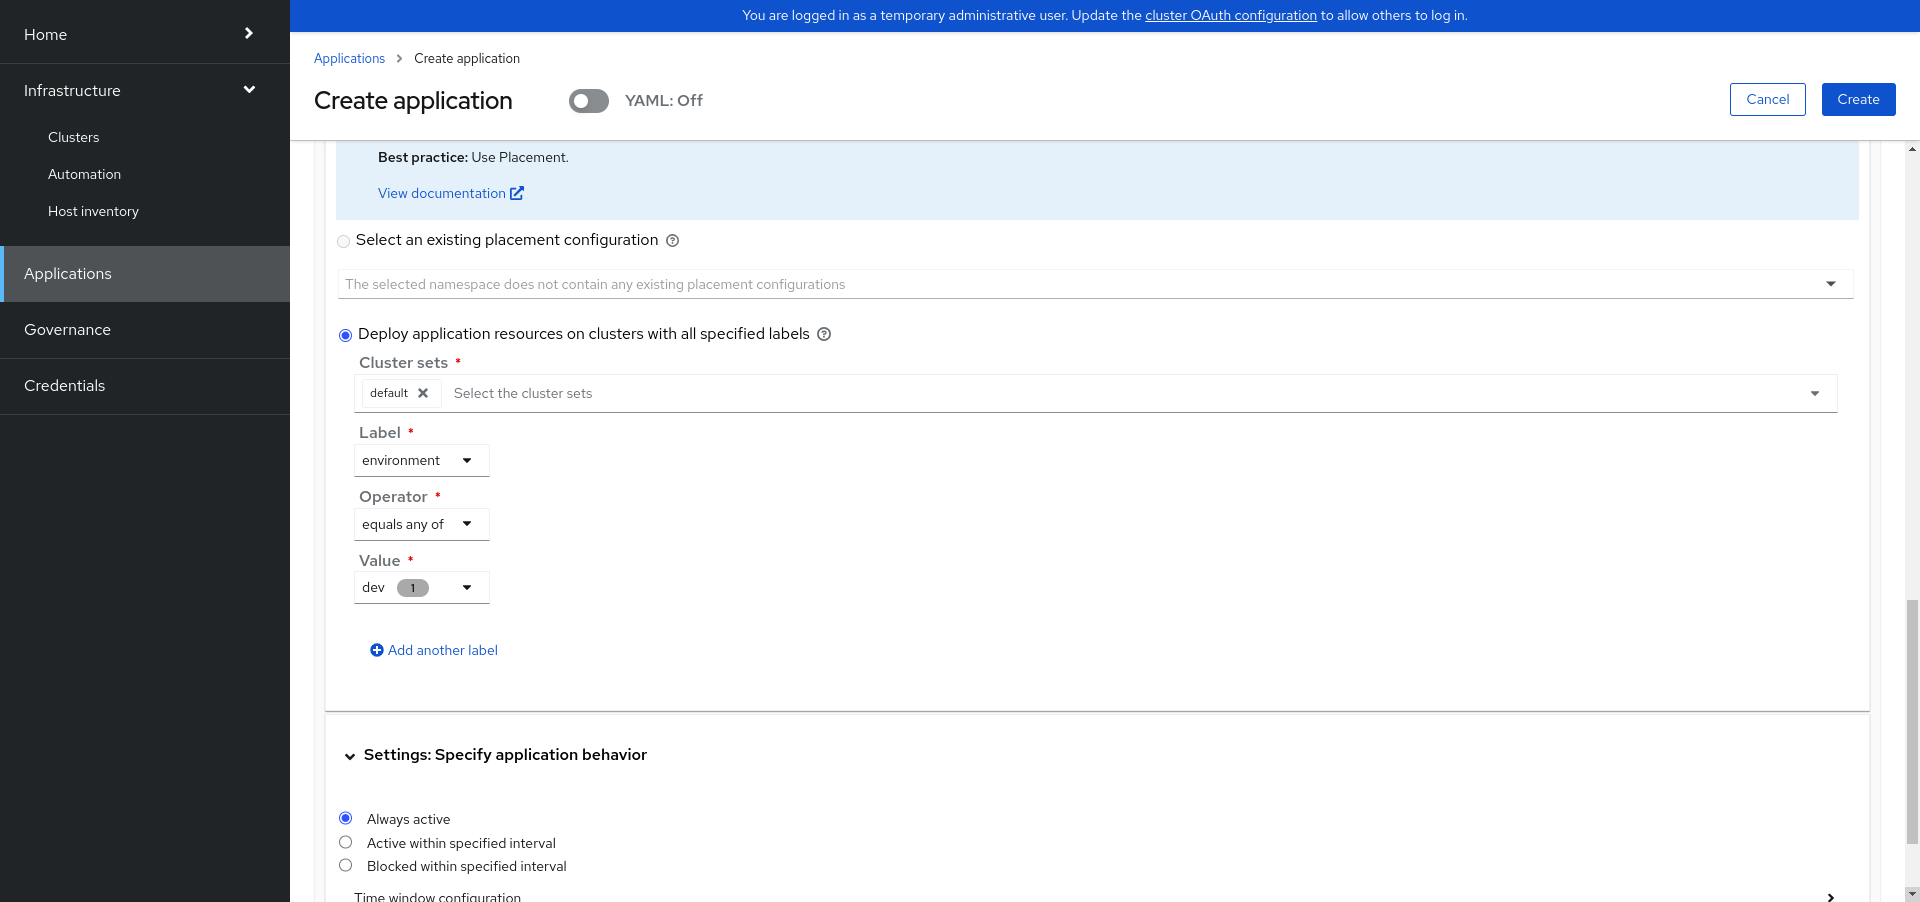 You are logged in as a temporary administrative user. Update the cluster OAuth configuration to allow others to log in.
Home
Infrastructure
Clusters
Automation
Host inventory
Applications
Governance
Credentials
Applications > Create application
Create application
YAML: Off
Cancel
Create
Best practice: Use Placement.
View documentation
Select an existing placement configuration
The selected namespace does not contain any existing placement configurations
Deploy application resources on clusters with all specified labels
Cluster sets *
default
Select the cluster sets
Label *
environment
Operator *
equals any of
Value *
dev 1
Add another label
Settings: Specify application behavior
Always active
Active within specified interval
Blocked within specified interval
Time window configuration